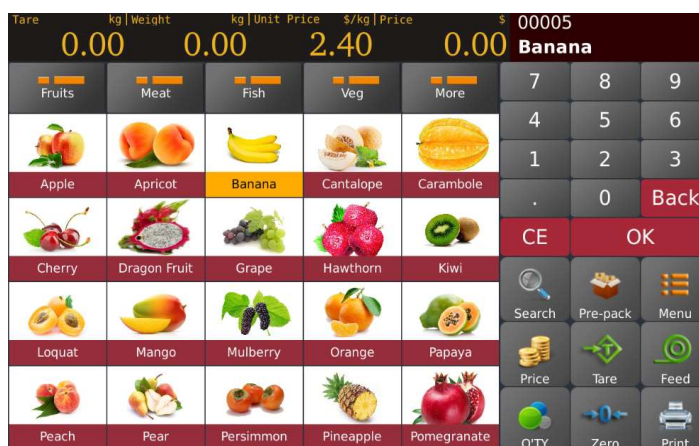 Tare kg Weight kg Unit Price $/kg Price $
0.00 0.00 2.40 0.00
00005
Banana
Fruits Meat Fish Veg More
7 8 9
4 5 6
1 2 3
. 0 Back
CE OK
Apple Apricot Banana Cantalope Carambole
Cherry Dragon Fruit Grape Hawthorn Kiwi
Loquat Mango Mulberry Orange Papaya
Peach Pear Persimmon Pineapple Pomegranate
Search Pre-pack Menu
Price Tare Feed
Q'TY Zero Print